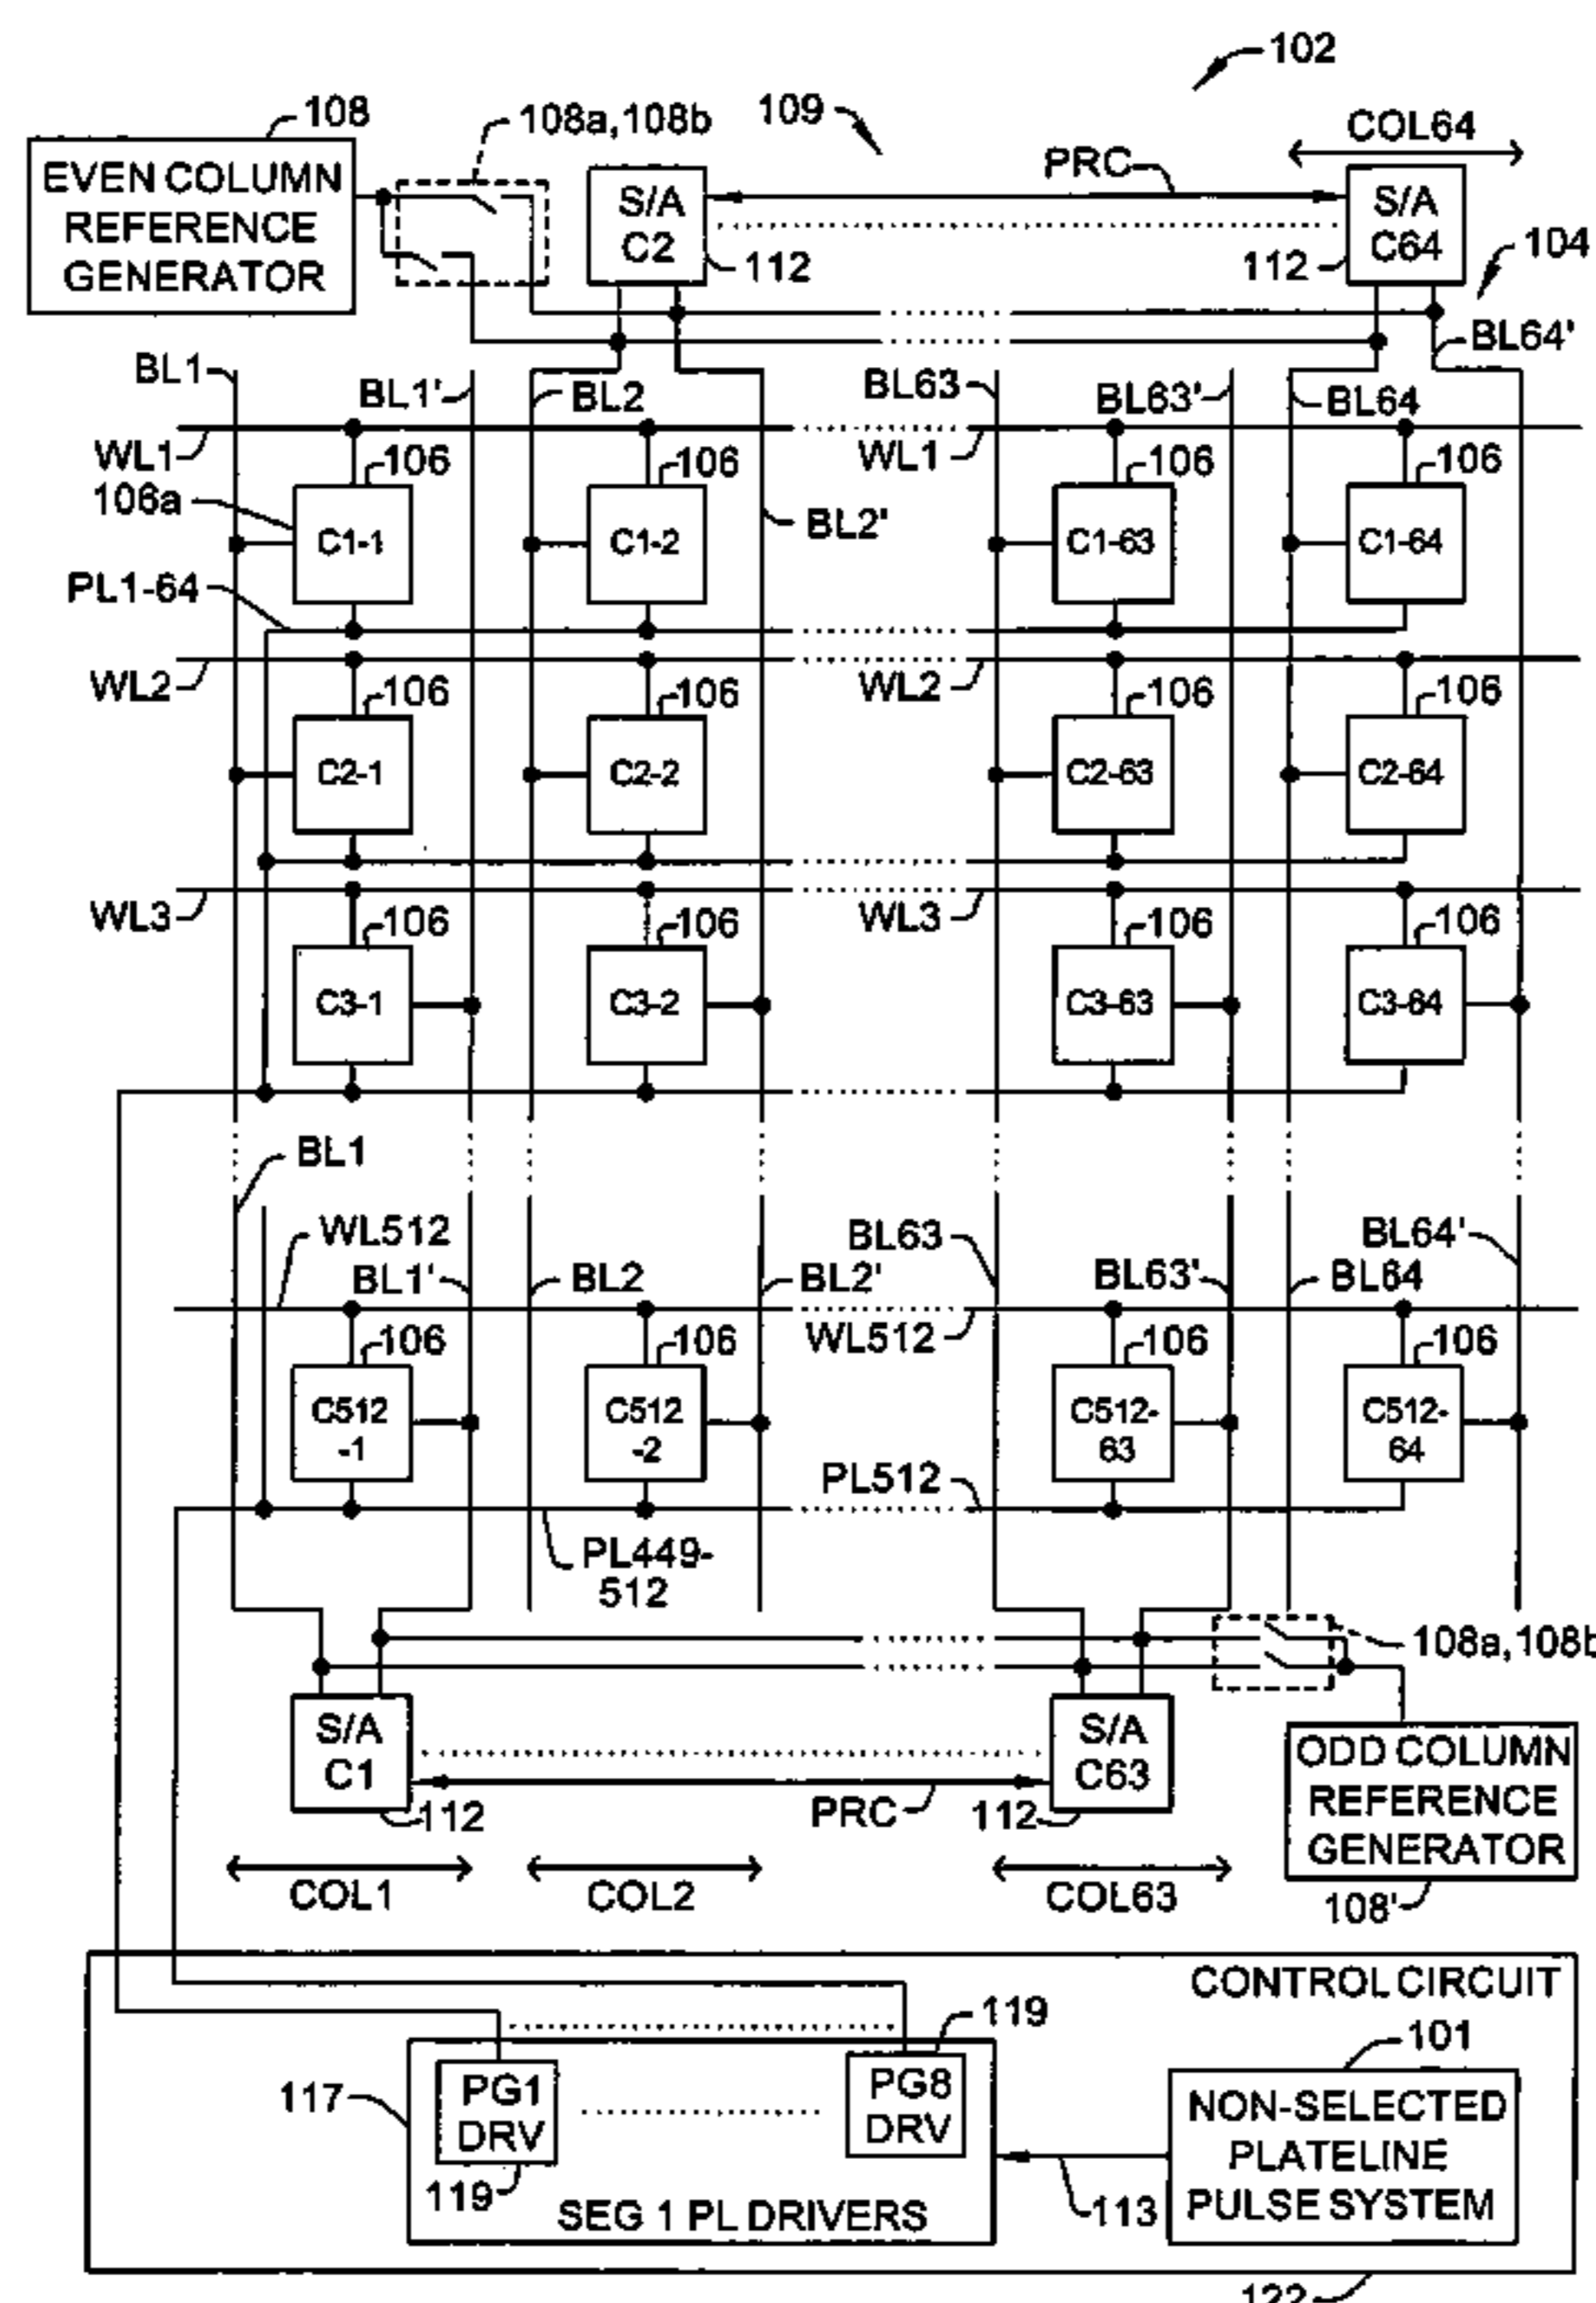 102
108
108a,108b
109
COL64
EVEN COLUMN
REFERENCE
GENERATOR
S/A
C2
PRC
S/A
C64
112
112
104
BL1
BL1'
BL2
BL63
BL63'
BL64
BL64'
WL1
WL1
106
106
106
106
106a
C1-1
C1-2
BL2'
C1-63
C1-64
PL1-64
WL2
WL2
106
106
106
106
C2-1
C2-2
C2-63
C2-64
WL3
WL3
106
106
106
106
C3-1
C3-2
C3-63
C3-64
BL1
WL512
BL63
BL64'
BL1'
BL2
BL2'
BL63'
BL64
WL512
106
106
106
106
C512
-1
C512
-2
C512-
63
C512-
64
PL512
PL449-
512
108a,108b
S/A
C1
S/A
C63
112
PRC
112
ODD COLUMN
REFERENCE
GENERATOR
108'
COL1
COL2
COL63
CONTROL CIRCUIT
119
101
117
PG1
DRV
PG8
DRV
NON-SELECTED
PLATELINE
PULSE SYSTEM
119
SEG 1 PL DRIVERS
113
122